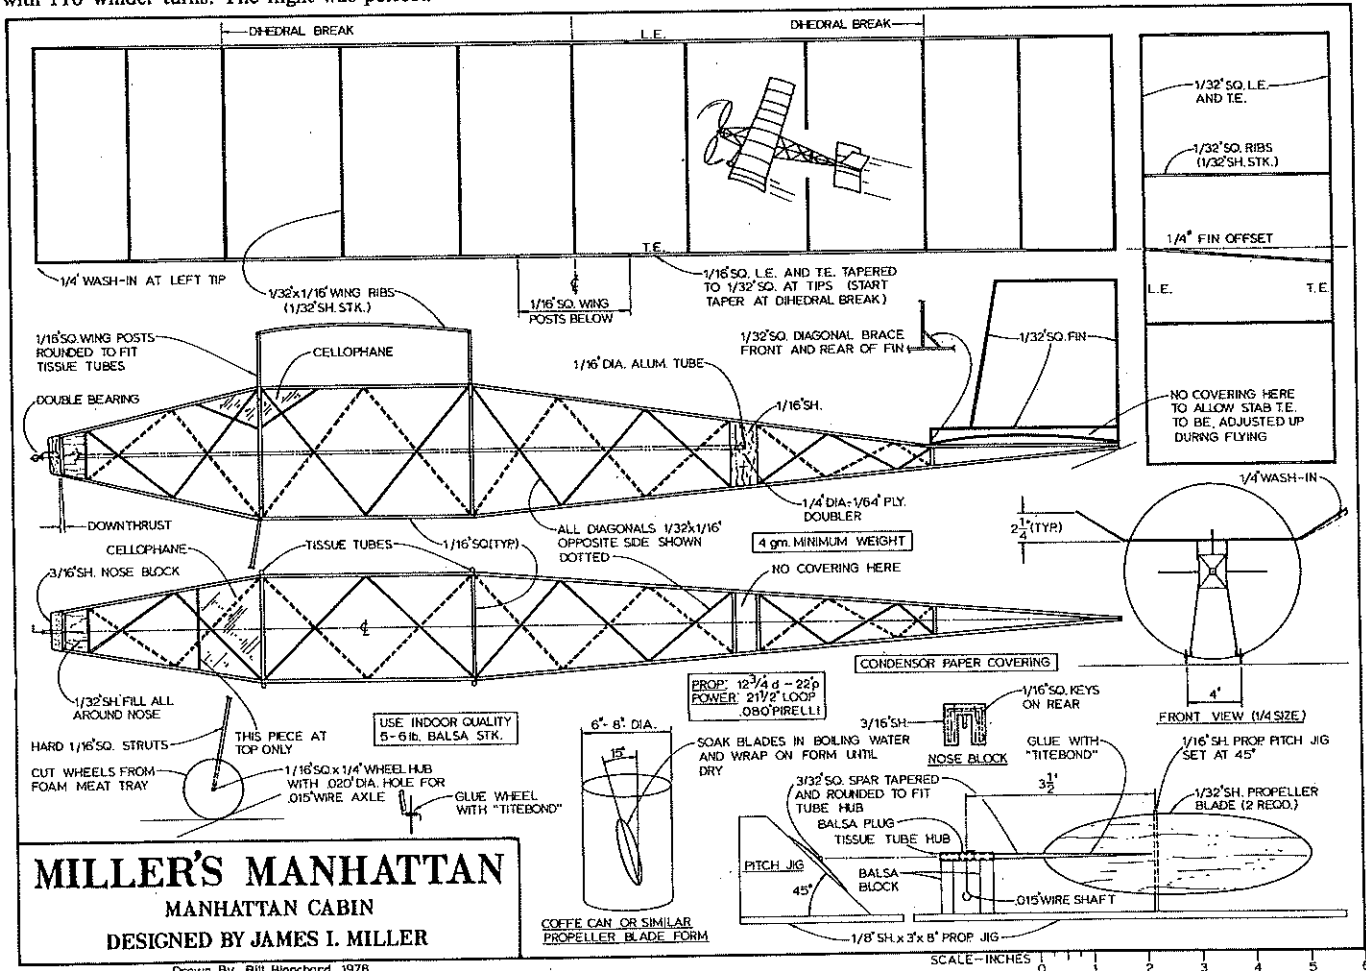 with 110 winder turns. The flight was perfect.
DIHEDRAL BREAK
L.E.
DIHEDRAL BREAK
1/32" SQ. L.E.
AND T.E.
1/32" SQ. RIBS
(1/32" SH. STK.)
1/4" FIN OFFSET
L.E.
T.E.
T.E.
1/4" WASH-IN AT LEFT TIP
1/32"x1/16" WING RIBS
(1/32" SH. STK.)
℄
1/16" SQ. WING
POSTS BELOW
1/16" SQ. L.E. AND T.E. TAPERED
TO 1/32" SQ. AT TIPS (START
TAPER AT DIHEDRAL BREAK)
1/16" SQ. WING POSTS
ROUNDED TO FIT
TISSUE TUBES
CELLOPHANE
1/16" DIA. ALUM. TUBE
1/32" SQ. DIAGONAL BRACE
FRONT AND REAR OF FIN
1/32" SQ. FIN
DOUBLE BEARING
1/16" SH.
NO COVERING HERE
TO ALLOW STAB T.E.
TO BE, ADJUSTED UP
DURING FLYING
DOWNTHRUST
CELLOPHANE
3/16" SH. NOSE BLOCK
TISSUE TUBES
1/16" SQ (TYP.)
ALL DIAGONALS 1/32"x1/16"
OPPOSITE SIDE SHOWN
DOTTED
1/4" DIA.-1/64" PLY.
DOUBLER
4 gm. MINIMUM WEIGHT
NO COVERING HERE
1/4" WASH-IN
2 1/4" (TYP.)
℄
CONDENSOR PAPER COVERING
4"
FRONT VIEW (1/4 SIZE)
1/32" SH. FILL ALL
AROUND NOSE
PROP: 12 3/4" d - 22" p
POWER: 21 1/2" LOOP
.080 PIRELLI
USE INDOOR QUALITY
5-6 lb. BALSA STK.
THIS PIECE AT
TOP ONLY
HARD 1/16" SQ. STRUTS
CUT WHEELS FROM
FOAM MEAT TRAY
1/16" SQ. x 1/4" WHEEL HUB
WITH .020" DIA. HOLE FOR
.015" WIRE AXLE
GLUE WHEEL
WITH "TITEBOND"
6"- 8" DIA.
15°
SOAK BLADES IN BOILING WATER
AND WRAP ON FORM UNTIL
DRY
COFFE CAN OR SIMILAR
PROPELLER BLADE FORM
3/16" SH.
1/16" SQ. KEYS
ON REAR
NOSE BLOCK
GLUE WITH
"TITEBOND"
1/16" SH. PROP. PITCH JIG
SET AT 45°
3 1/2"
3/32" SQ. SPAR TAPERED
AND ROUNDED TO FIT
TUBE HUB
BALSA PLUG
TISSUE TUBE HUB
1/32" SH. PROPELLER
BLADE (2 REQD.)
PITCH JIG
45°
BALSA
BLOCK
.015" WIRE SHAFT
1/8" SH. x 3" x 8" PROP. JIG
SCALE-INCHES 0 1 2 3 4 5
MILLER'S MANHATTAN
MANHATTAN CABIN
DESIGNED BY JAMES I. MILLER
Drawn By Bill Blanchard 1976